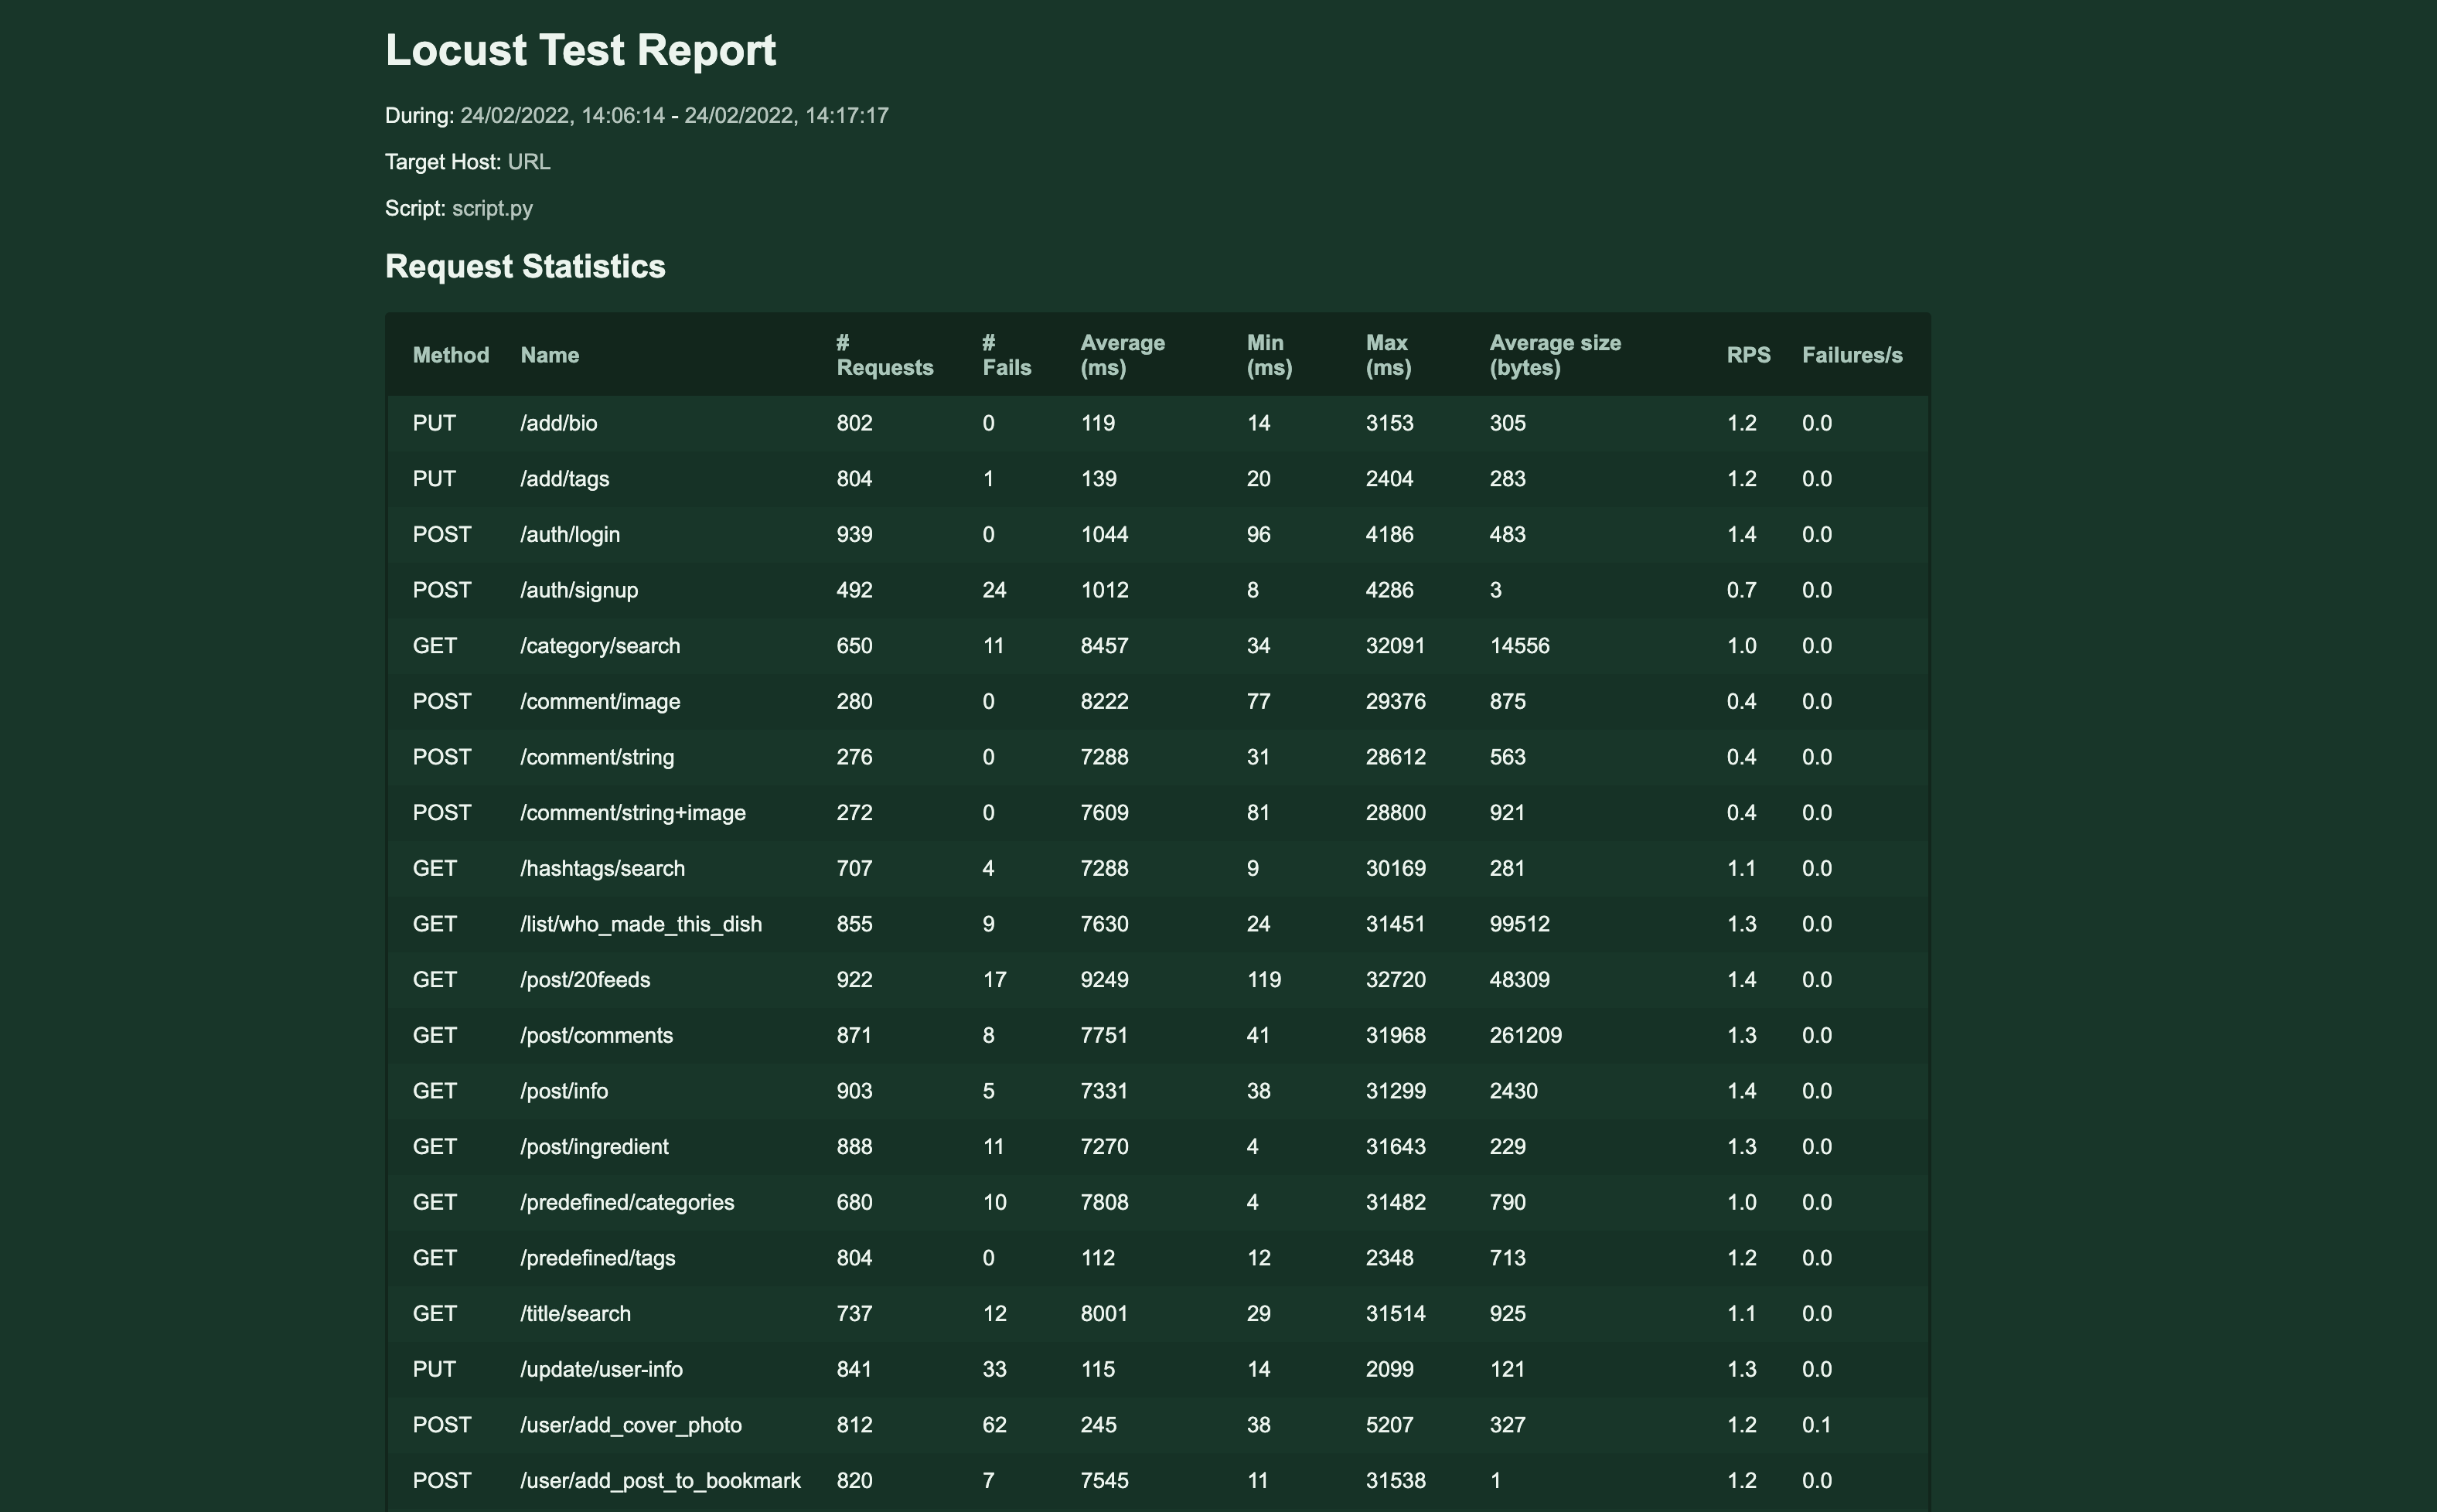 Locust Test Report
During: 24/02/2022, 14:06:14 - 24/02/2022, 14:17:17
Target Host: URL
Script: script.py
Request Statistics
Method Name # Requests # Fails Average (ms) Min (ms) Max (ms) Average size (bytes) RPS Failures/s
PUT /add/bio 802 0 119 14 3153 305 1.2 0.0
PUT /add/tags 804 1 139 20 2404 283 1.2 0.0
POST /auth/login 939 0 1044 96 4186 483 1.4 0.0
POST /auth/signup 492 24 1012 8 4286 3 0.7 0.0
GET /category/search 650 11 8457 34 32091 14556 1.0 0.0
POST /comment/image 280 0 8222 77 29376 875 0.4 0.0
POST /comment/string 276 0 7288 31 28612 563 0.4 0.0
POST /comment/string+image 272 0 7609 81 28800 921 0.4 0.0
GET /hashtags/search 707 4 7288 9 30169 281 1.1 0.0
GET /list/who_made_this_dish 855 9 7630 24 31451 99512 1.3 0.0
GET /post/20feeds 922 17 9249 119 32720 48309 1.4 0.0
GET /post/comments 871 8 7751 41 31968 261209 1.3 0.0
GET /post/info 903 5 7331 38 31299 2430 1.4 0.0
GET /post/ingredient 888 11 7270 4 31643 229 1.3 0.0
GET /predefined/categories 680 10 7808 4 31482 790 1.0 0.0
GET /predefined/tags 804 0 112 12 2348 713 1.2 0.0
GET /title/search 737 12 8001 29 31514 925 1.1 0.0
PUT /update/user-info 841 33 115 14 2099 121 1.3 0.0
POST /user/add_cover_photo 812 62 245 38 5207 327 1.2 0.1
POST /user/add_post_to_bookmark 820 7 7545 11 31538 1 1.2 0.0